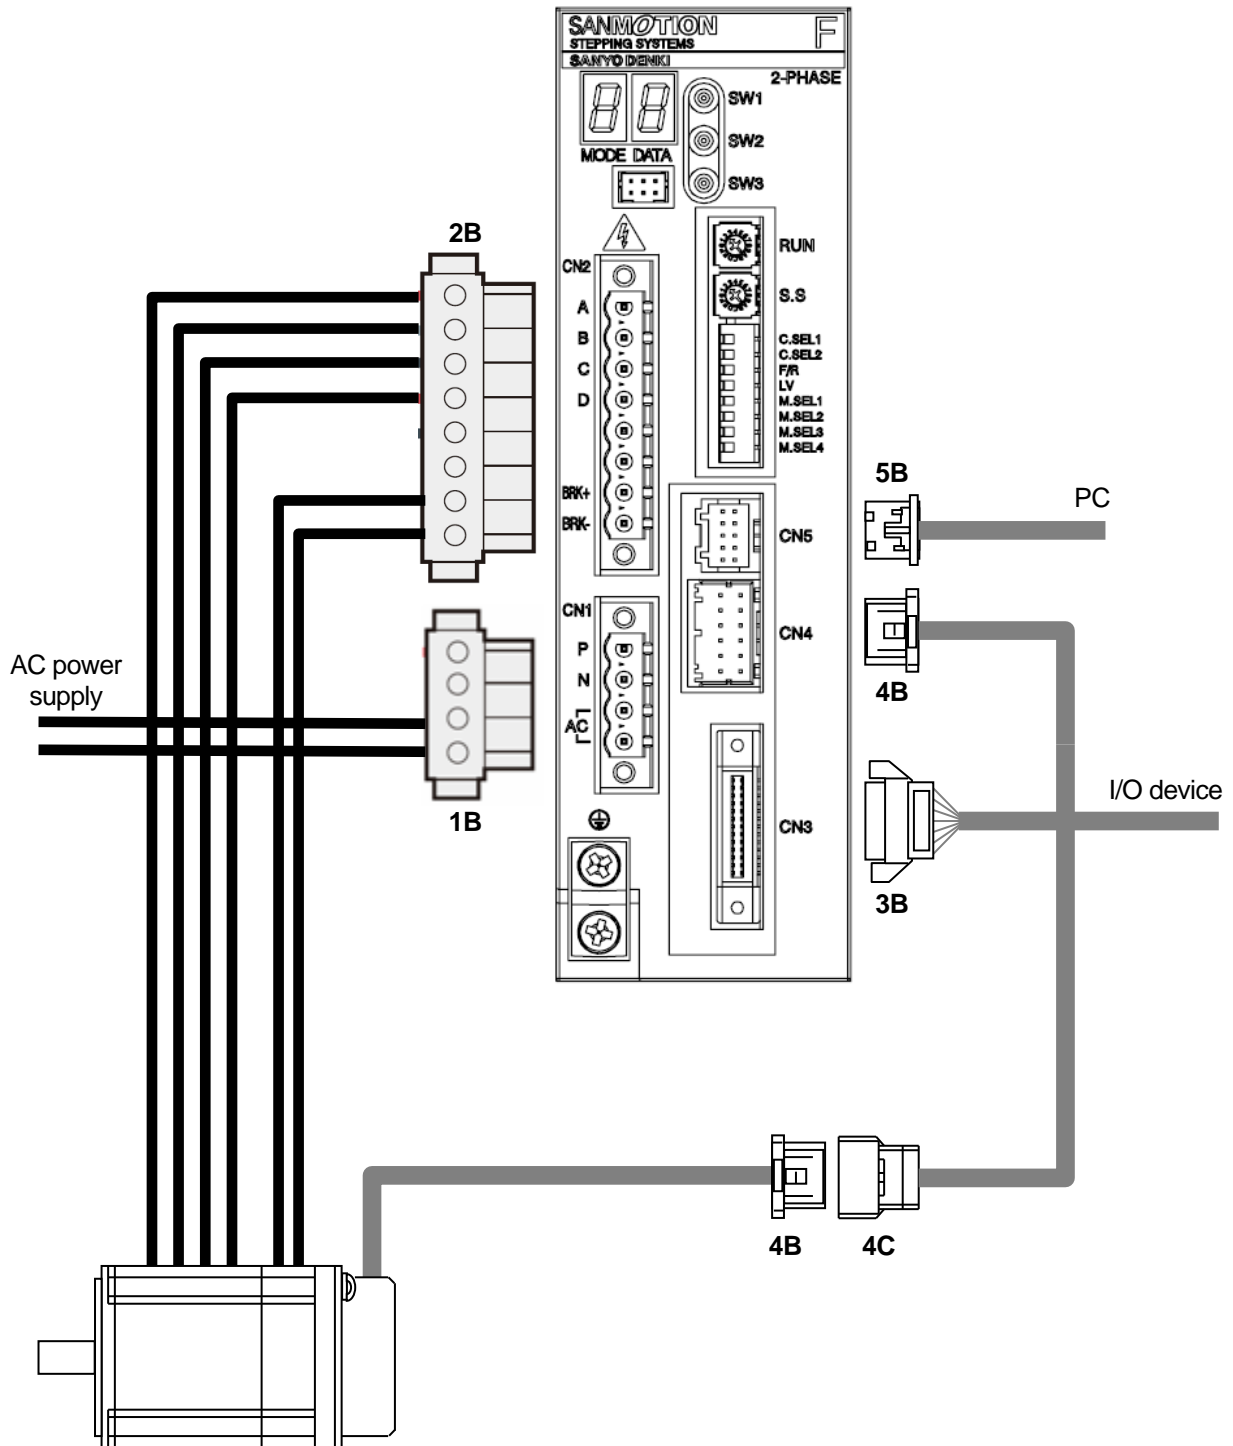 SANMOTION F
STEPPING SYSTEMS
SANYO DENKI
2-PHASE
SW1
SW2
SW3
MODE DATA
RUN
S.S
C.SEL1
C.SEL2
F/R
LV
M.SEL1
M.SEL2
M.SEL3
M.SEL4
2B
CN2
A
B
C
D
BRK+
BRK-
CN1
P
N
AC
AC power
supply
1B
CN5
CN4
CN3
5B
PC
4B
I/O device
3B
4B
4C